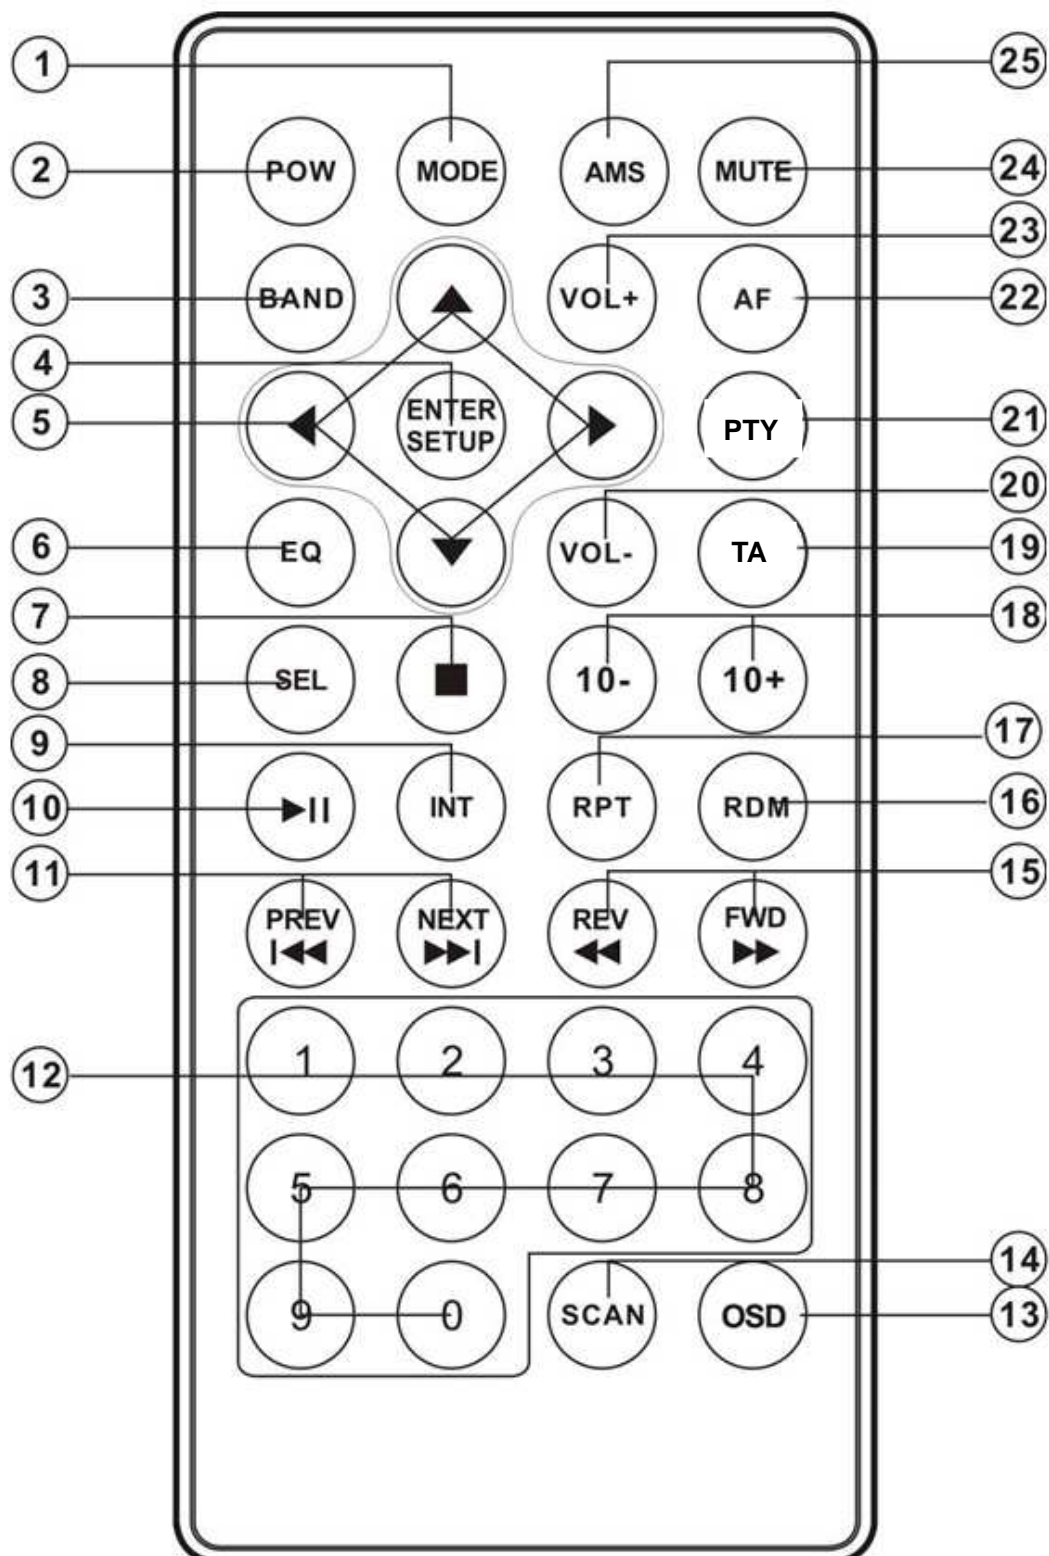 1
25
2
POW
MODE
AMS
MUTE
24
23
3
BAND
VOL+
AF
22
4
5
ENTER
SETUP
PTY
21
20
6
EQ
VOL-
TA
19
7
18
8
SEL
10-
10+
9
17
10
INT
RPT
RDM
16
11
15
PREV
NEXT
REV
FWD
1
2
3
4
12
5
6
7
8
14
9
0
SCAN
OSD
13